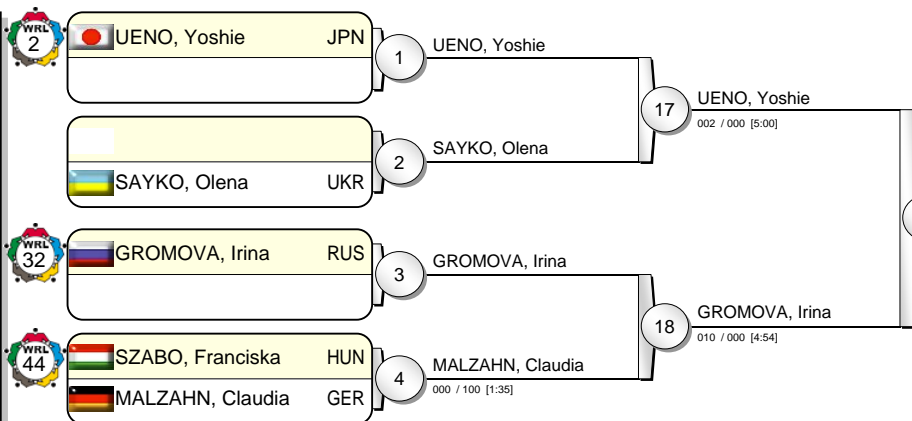 WRL
2
UENO, Yoshie JPN
1
UENO, Yoshie
17
UENO, Yoshie
002 / 000 [5:00]
SAYKO, Olena UKR
2
SAYKO, Olena
WRL
32
GROMOVA, Irina RUS
3
GROMOVA, Irina
18
GROMOVA, Irina
010 / 000 [4:54]
WRL
44
SZABO, Franciska HUN
MALZAHN, Claudia GER
4
MALZAHN, Claudia
000 / 100 [1:35]